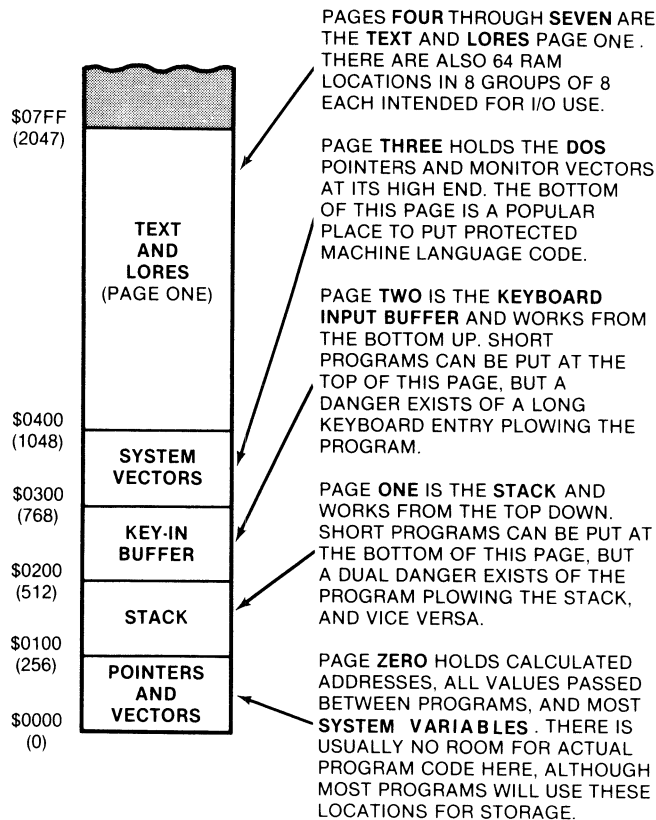 PAGES FOUR THROUGH SEVEN ARE
THE TEXT AND LORES PAGE ONE .
THERE ARE ALSO 64 RAM
LOCATIONS IN 8 GROUPS OF 8
EACH INTENDED FOR I/O USE.
$07FF
(2047)
PAGE THREE HOLDS THE DOS
POINTERS AND MONITOR VECTORS
AT ITS HIGH END. THE BOTTOM
OF THIS PAGE IS A POPULAR
PLACE TO PUT PROTECTED
MACHINE LANGUAGE CODE.
TEXT
AND
LORES
(PAGE ONE)
PAGE TWO IS THE KEYBOARD
INPUT BUFFER AND WORKS FROM
THE BOTTOM UP. SHORT
PROGRAMS CAN BE PUT AT THE
TOP OF THIS PAGE, BUT A
DANGER EXISTS OF A LONG
KEYBOARD ENTRY PLOWING THE
PROGRAM.
$0400
(1048)
SYSTEM
VECTORS
$0300
(768)
PAGE ONE IS THE STACK AND
WORKS FROM THE TOP DOWN.
SHORT PROGRAMS CAN BE PUT AT
THE BOTTOM OF THIS PAGE, BUT
A DUAL DANGER EXISTS OF THE
PROGRAM PLOWING THE STACK,
AND VICE VERSA.
KEY-IN
BUFFER
$0200
(512)
STACK
$0100
(256)
PAGE ZERO HOLDS CALCULATED
ADDRESSES, ALL VALUES PASSED
BETWEEN PROGRAMS, AND MOST
SYSTEM VARIABLES . THERE IS
USUALLY NO ROOM FOR ACTUAL
PROGRAM CODE HERE, ALTHOUGH
MOST PROGRAMS WILL USE THESE
LOCATIONS FOR STORAGE.
POINTERS
AND
VECTORS
$0000
(0)